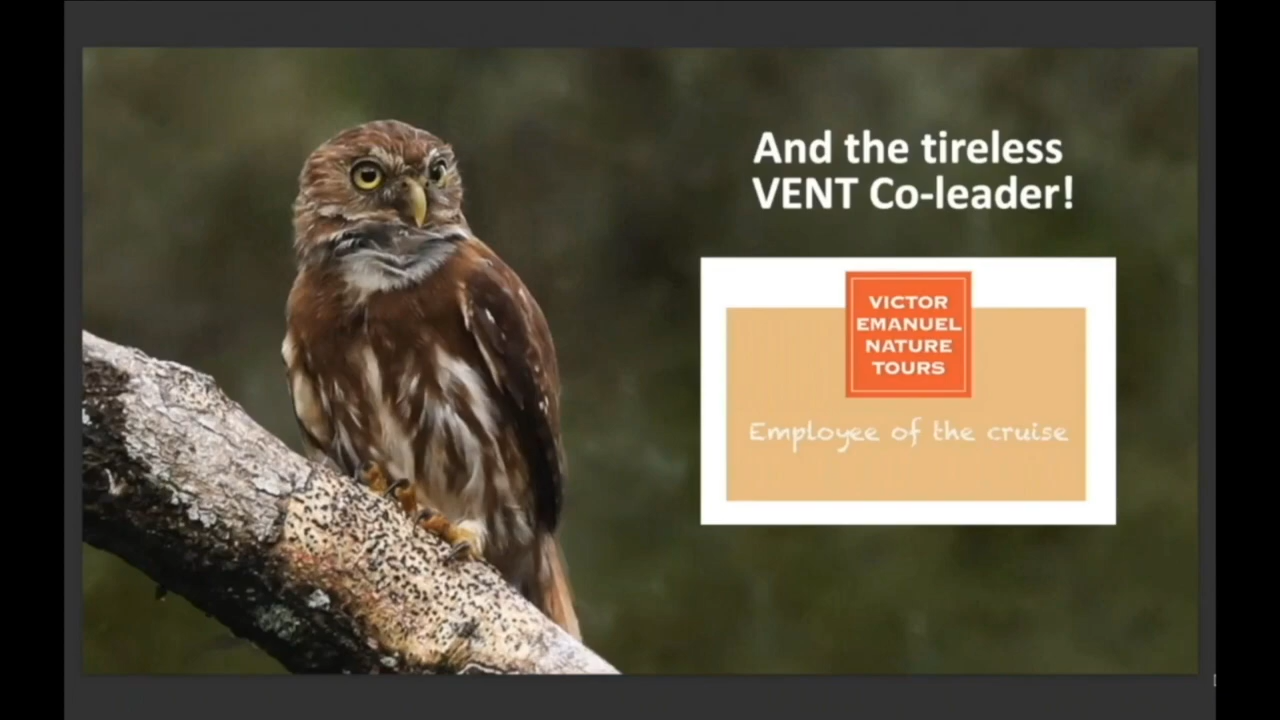 And the tireless
VENT Co-leader!
VICTOR
EMANUEL
NATURE
TOURS
Employee of the cruise